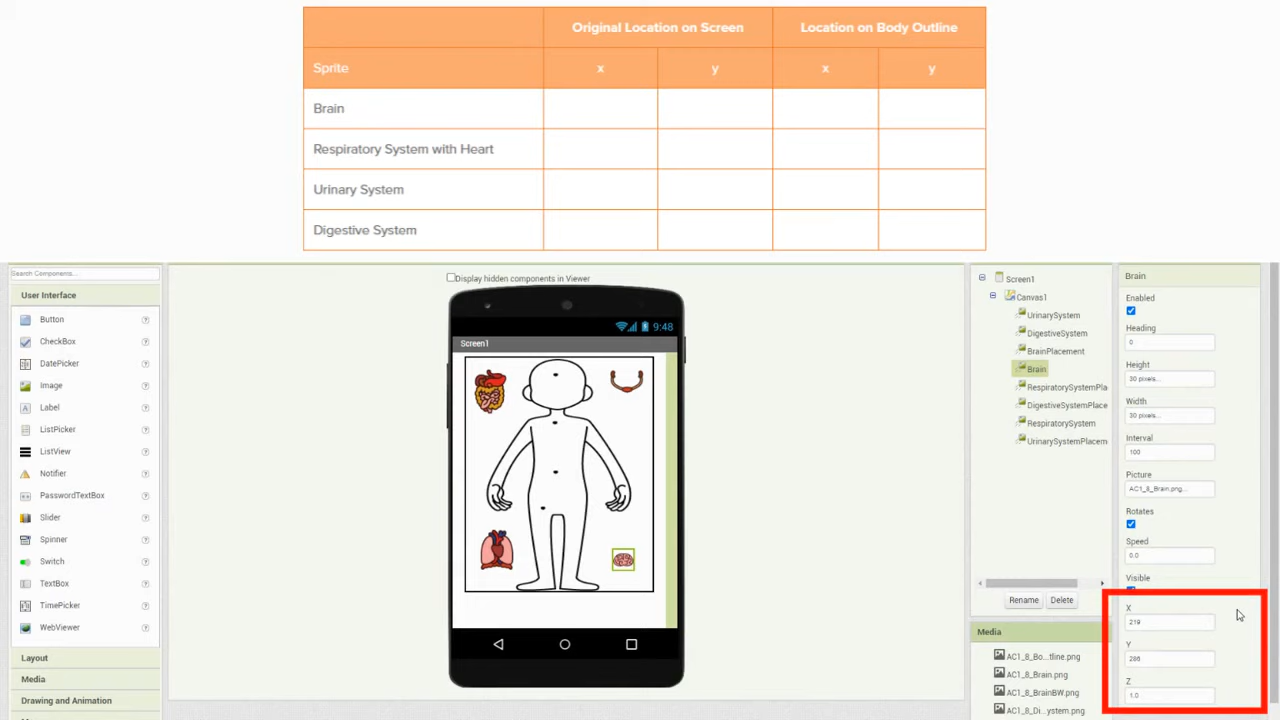 Original Location on Screen Location on Body Outline
Sprite x y x y
Brain
Respiratory System with Heart
Urinary System
Digestive System
Search Components...
User Interface
Button
CheckBox
DatePicker
Image
Label
ListPicker
ListView
Notifier
PasswordTextBox
Slider
Spinner
Switch
TextBox
TimePicker
WebViewer
Layout
Media
Drawing and Animation
Display hidden components in Viewer
9:48
Screen1
Screen1
Canvas1
UrinarySystem
DigestiveSystem
BrainPlacement
Brain
RespiratorySystemPla
DigestiveSystemPlace
RespiratorySystem
UrinarySystemPlacem
Rename Delete
Media
AC1_8_Bo...tline.png
AC1_8_Brain.png
AC1_8_BrainBW.png
AC1_8_Di...ystem.png
Brain
Enabled
Heading
0
Height
30 pixels...
Width
30 pixels...
Interval
100
Picture
AC1_8_Brain.png...
Rotates
Speed
0.0
Visible
X
219
Y
286
Z
1.0